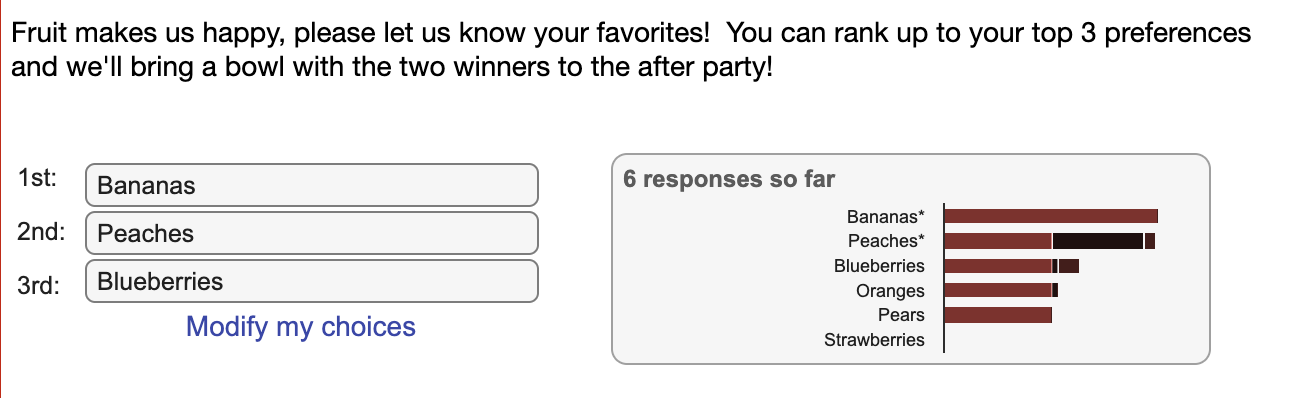 Fruit makes us happy, please let us know your favorites!  You can rank up to your top 3 preferences
and we'll bring a bowl with the two winners to the after party!
1st:
Bananas
2nd:
Peaches
3rd:
Blueberries
Modify my choices
6 responses so far
Bananas*
Peaches*
Blueberries
Oranges
Pears
Strawberries